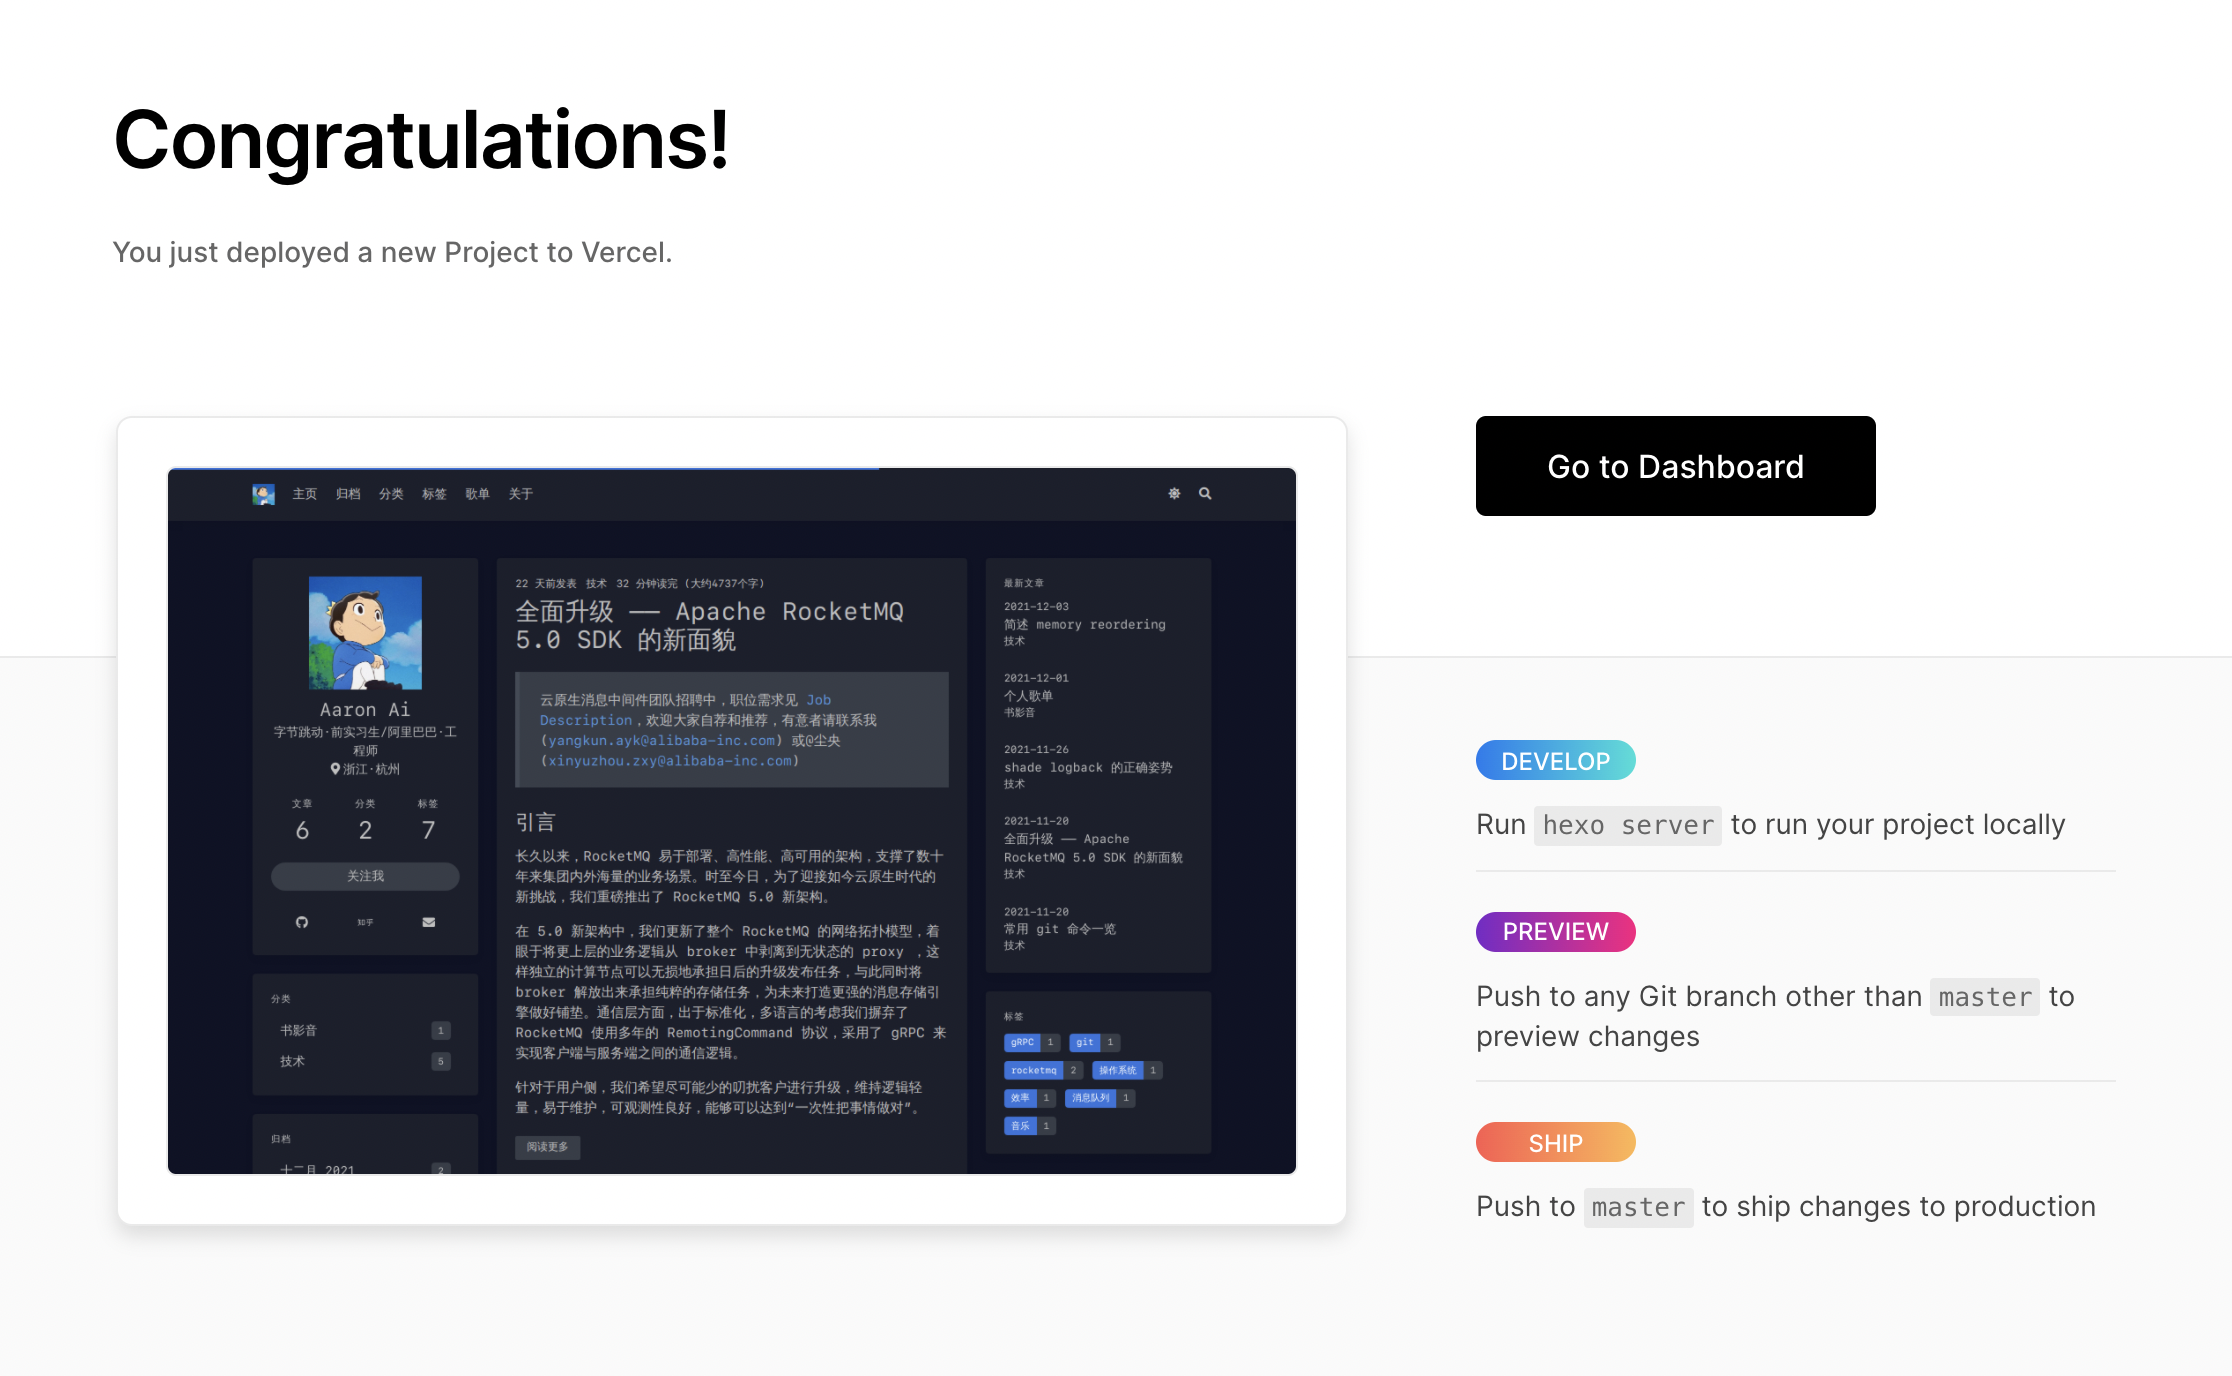 Congratulations!
You just deployed a new Project to Vercel.
主页 归档 分类 标签 歌单 关于
Aaron Ai
字节跳动·前实习生/阿里巴巴·工
程师
浙江·杭州
文章 分类 标签
6 2 7
关注我
知乎
分类
书影音 1
技术 5
归档
十二月 2021 2
22 天前发表 技术 32 分钟读完 (大约4737个字)
全面升级 —— Apache RocketMQ
5.0 SDK 的新面貌
云原生消息中间件团队招聘中，职位需求见 Job
Description，欢迎大家自荐和推荐，有意者请联系我
(yangkun.ayk@alibaba-inc.com) 或@尘央
(xinyuzhou.zxy@alibaba-inc.com)
引言
长久以来，RocketMQ 易于部署、高性能、高可用的架构，支撑了数十
年来集团内外海量的业务场景。时至今日，为了迎接如今云原生时代的
新挑战，我们重磅推出了 RocketMQ 5.0 新架构。
在 5.0 新架构中，我们更新了整个 RocketMQ 的网络拓扑模型，着
眼于将更上层的业务逻辑从 broker 中剥离到无状态的 proxy ，这
样独立的计算节点可以无损地承担日后的升级发布任务，与此同时将
broker 解放出来承担纯粹的存储任务，为未来打造更强的消息存储引
擎做好铺垫。通信层方面，出于标准化，多语言的考虑我们摒弃了
RocketMQ 使用多年的 RemotingCommand 协议，采用了 gRPC 来
实现客户端与服务端之间的通信逻辑。
针对于用户侧，我们希望尽可能少的叨扰客户进行升级，维持逻辑轻
量，易于维护，可观测性良好，能够可以达到“一次性把事情做对”。
阅读更多
最新文章
2021-12-03
简述 memory reordering
技术
2021-12-01
个人歌单
书影音
2021-11-26
shade logback 的正确姿势
技术
2021-11-20
全面升级 —— Apache
RocketMQ 5.0 SDK 的新面貌
技术
2021-11-20
常用 git 命令一览
技术
标签
gRPC 1 git 1
rocketmq 2 操作系统 1
效率 1 消息队列 1
音乐 1
Go to Dashboard
DEVELOP
Run hexo server to run your project locally
PREVIEW
Push to any Git branch other than master to
preview changes
SHIP
Push to master to ship changes to production